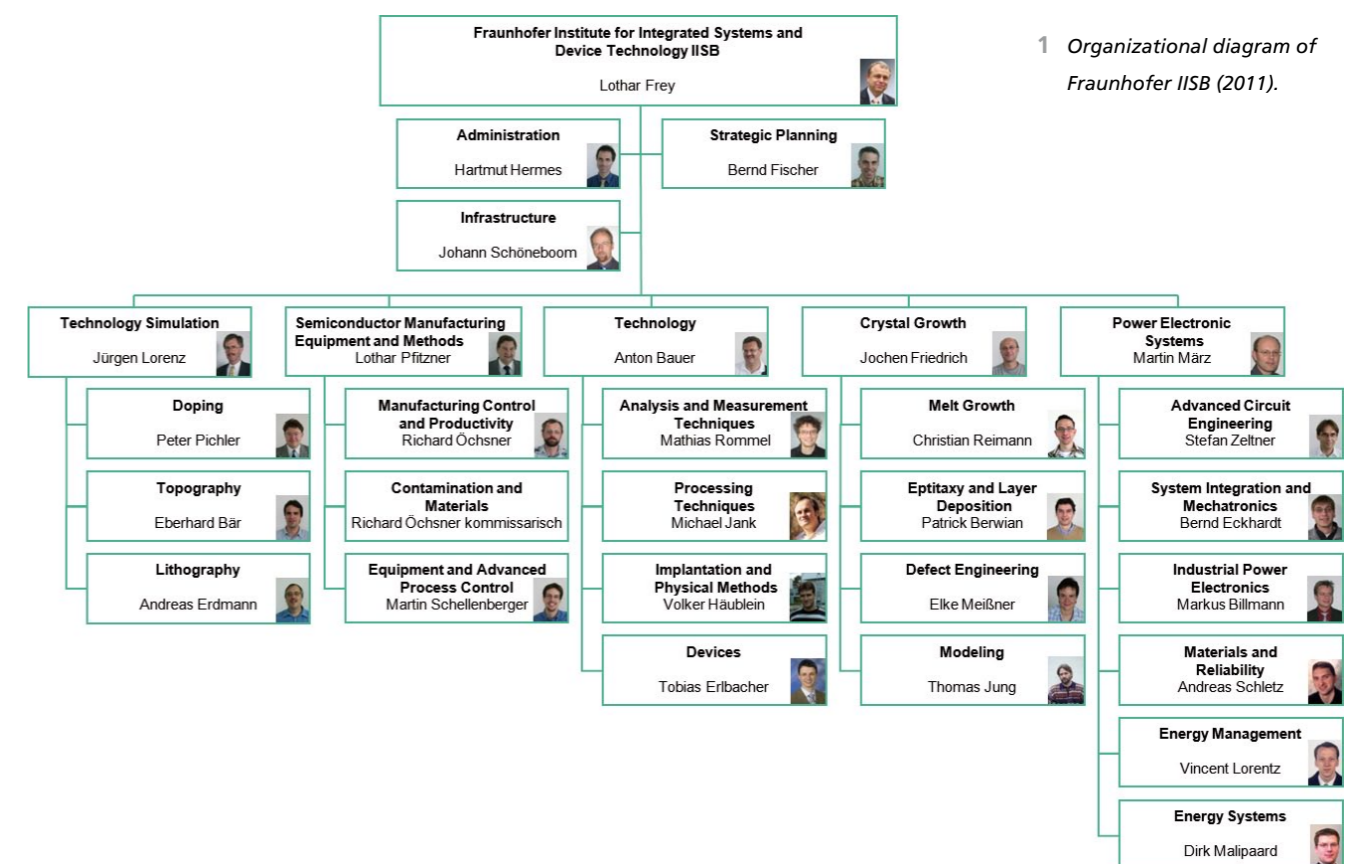 Fraunhofer Institute for Integrated Systems and
Device Technology IISB
Lothar Frey
1 Organizational diagram of
Fraunhofer IISB (2011).
Administration
Hartmut Hermes
Strategic Planning
Bernd Fischer
Infrastructure
Johann Schöneboom
Technology Simulation
Jürgen Lorenz
Doping
Peter Pichler
Topography
Eberhard Bär
Lithography
Andreas Erdmann
Semiconductor Manufacturing
Equipment and Methods
Lothar Pfitzner
Manufacturing Control
and Productivity
Richard Öchsner
Contamination and
Materials
Richard Öchsner kommissarisch
Equipment and Advanced
Process Control
Martin Schellenberger
Technology
Anton Bauer
Analysis and Measurement
Techniques
Mathias Rommel
Processing
Techniques
Michael Jank
Implantation and
Physical Methods
Volker Häublein
Devices
Tobias Erlbacher
Crystal Growth
Jochen Friedrich
Melt Growth
Christian Reimann
Eptitaxy and Layer
Deposition
Patrick Berwian
Defect Engineering
Elke Meißner
Modeling
Thomas Jung
Power Electronic
Systems
Martin März
Advanced Circuit
Engineering
Stefan Zeltner
System Integration and
Mechatronics
Bernd Eckhardt
Industrial Power
Electronics
Markus Billmann
Materials and
Reliability
Andreas Schletz
Energy Management
Vincent Lorentz
Energy Systems
Dirk Malipaard